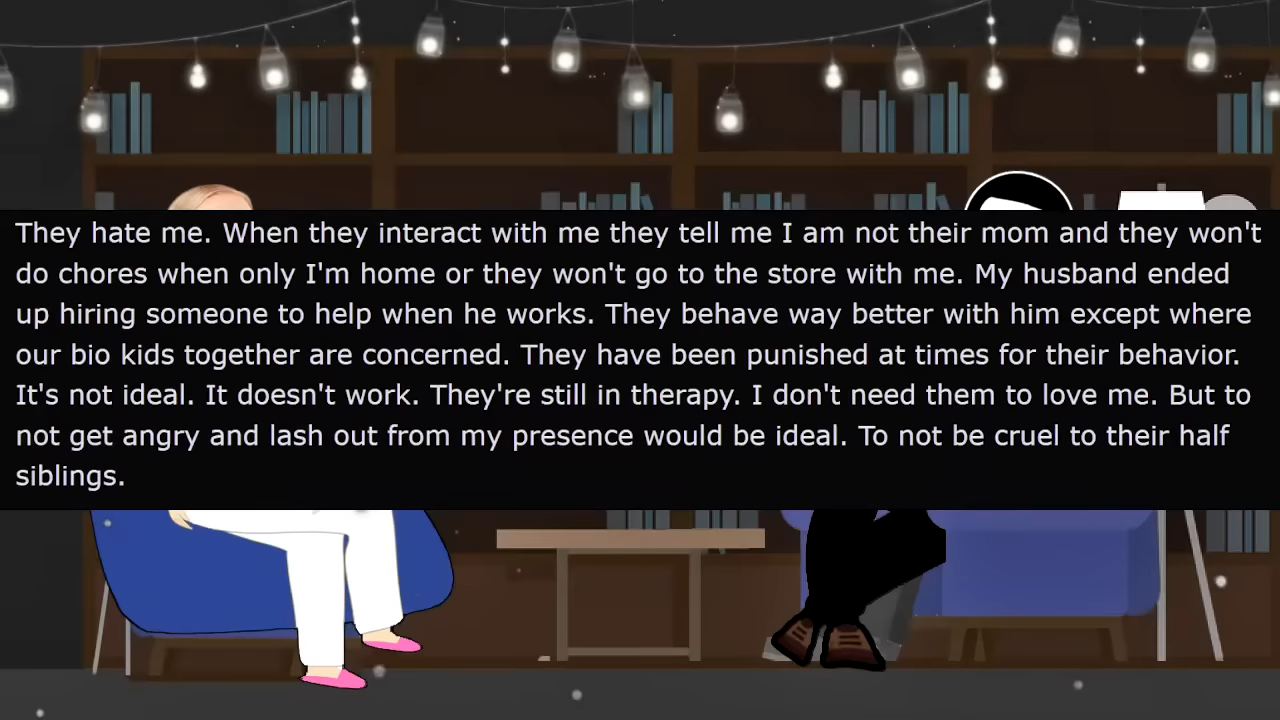 They hate me. When they interact with me they tell me I am not their mom and they won't
do chores when only I'm home or they won't go to the store with me. My husband ended
up hiring someone to help when he works. They behave way better with him except where
our bio kids together are concerned. They have been punished at times for their behavior.
It's not ideal. It doesn't work. They're still in therapy. I don't need them to love me. But to
not get angry and lash out from my presence would be ideal. To not be cruel to their half
siblings.